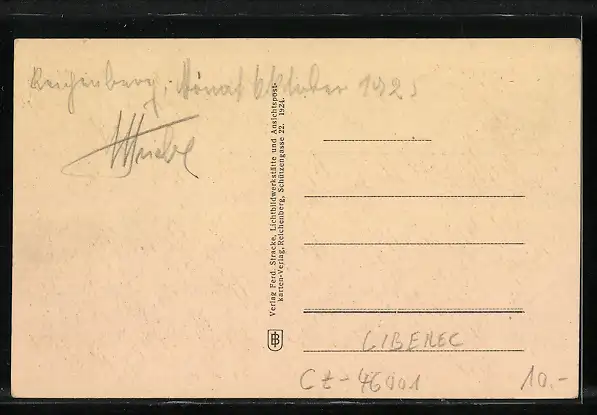 Reichenberg, Monat Oktober 1925
Verlag Ferd. Stracke, Lichtbildwerkstätte und Ansichtspost-
karten-Verlag, Reichenberg, Schützengasse 22. 1924.
LIBEREC
CZ-46001
10.-